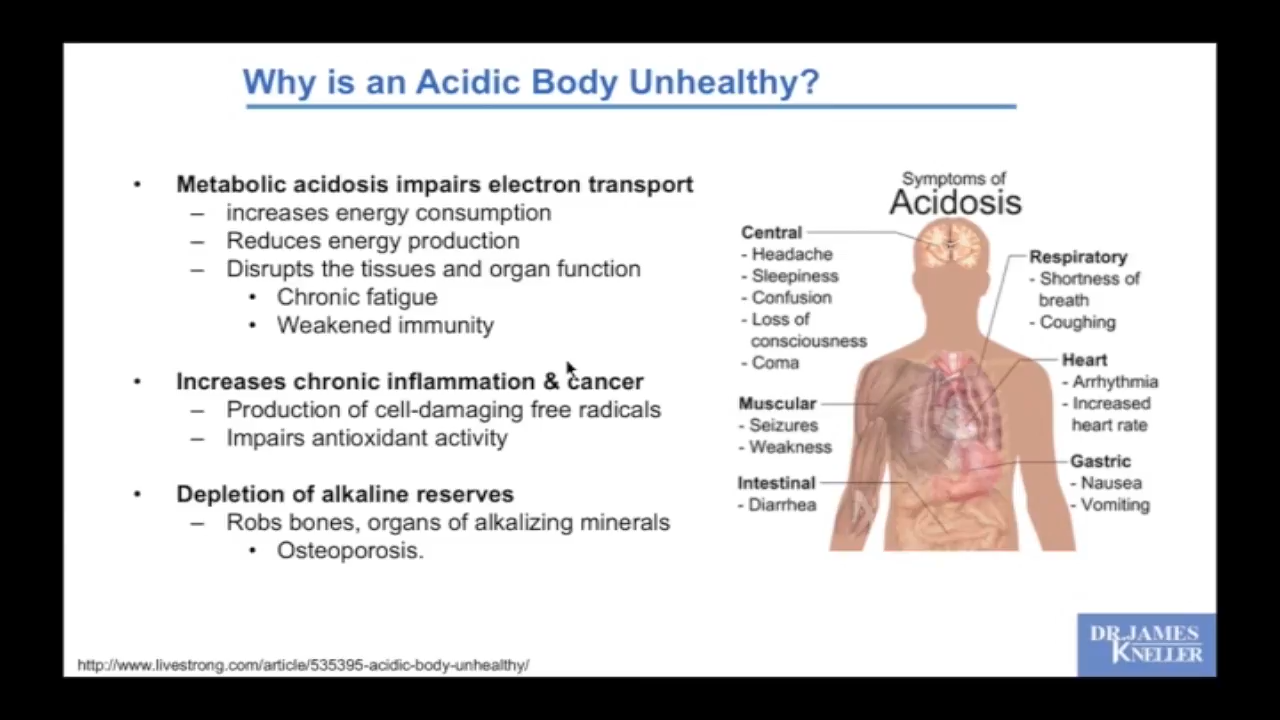 Why is an Acidic Body Unhealthy?
• Metabolic acidosis impairs electron transport
– increases energy consumption
– Reduces energy production
– Disrupts the tissues and organ function
• Chronic fatigue
• Weakened immunity
• Increases chronic inflammation & cancer
– Production of cell-damaging free radicals
– Impairs antioxidant activity
• Depletion of alkaline reserves
– Robs bones, organs of alkalizing minerals
• Osteoporosis.
Symptoms of
Acidosis
Central
- Headache
- Sleepiness
- Confusion
- Loss of
consciousness
- Coma
Muscular
- Seizures
- Weakness
Intestinal
- Diarrhea
Respiratory
- Shortness of
breath
- Coughing
Heart
- Arrhythmia
- Increased
heart rate
Gastric
- Nausea
- Vomiting
http://www.livestrong.com/article/535395-acidic-body-unhealthy/
DR.JAMES
KNELLER